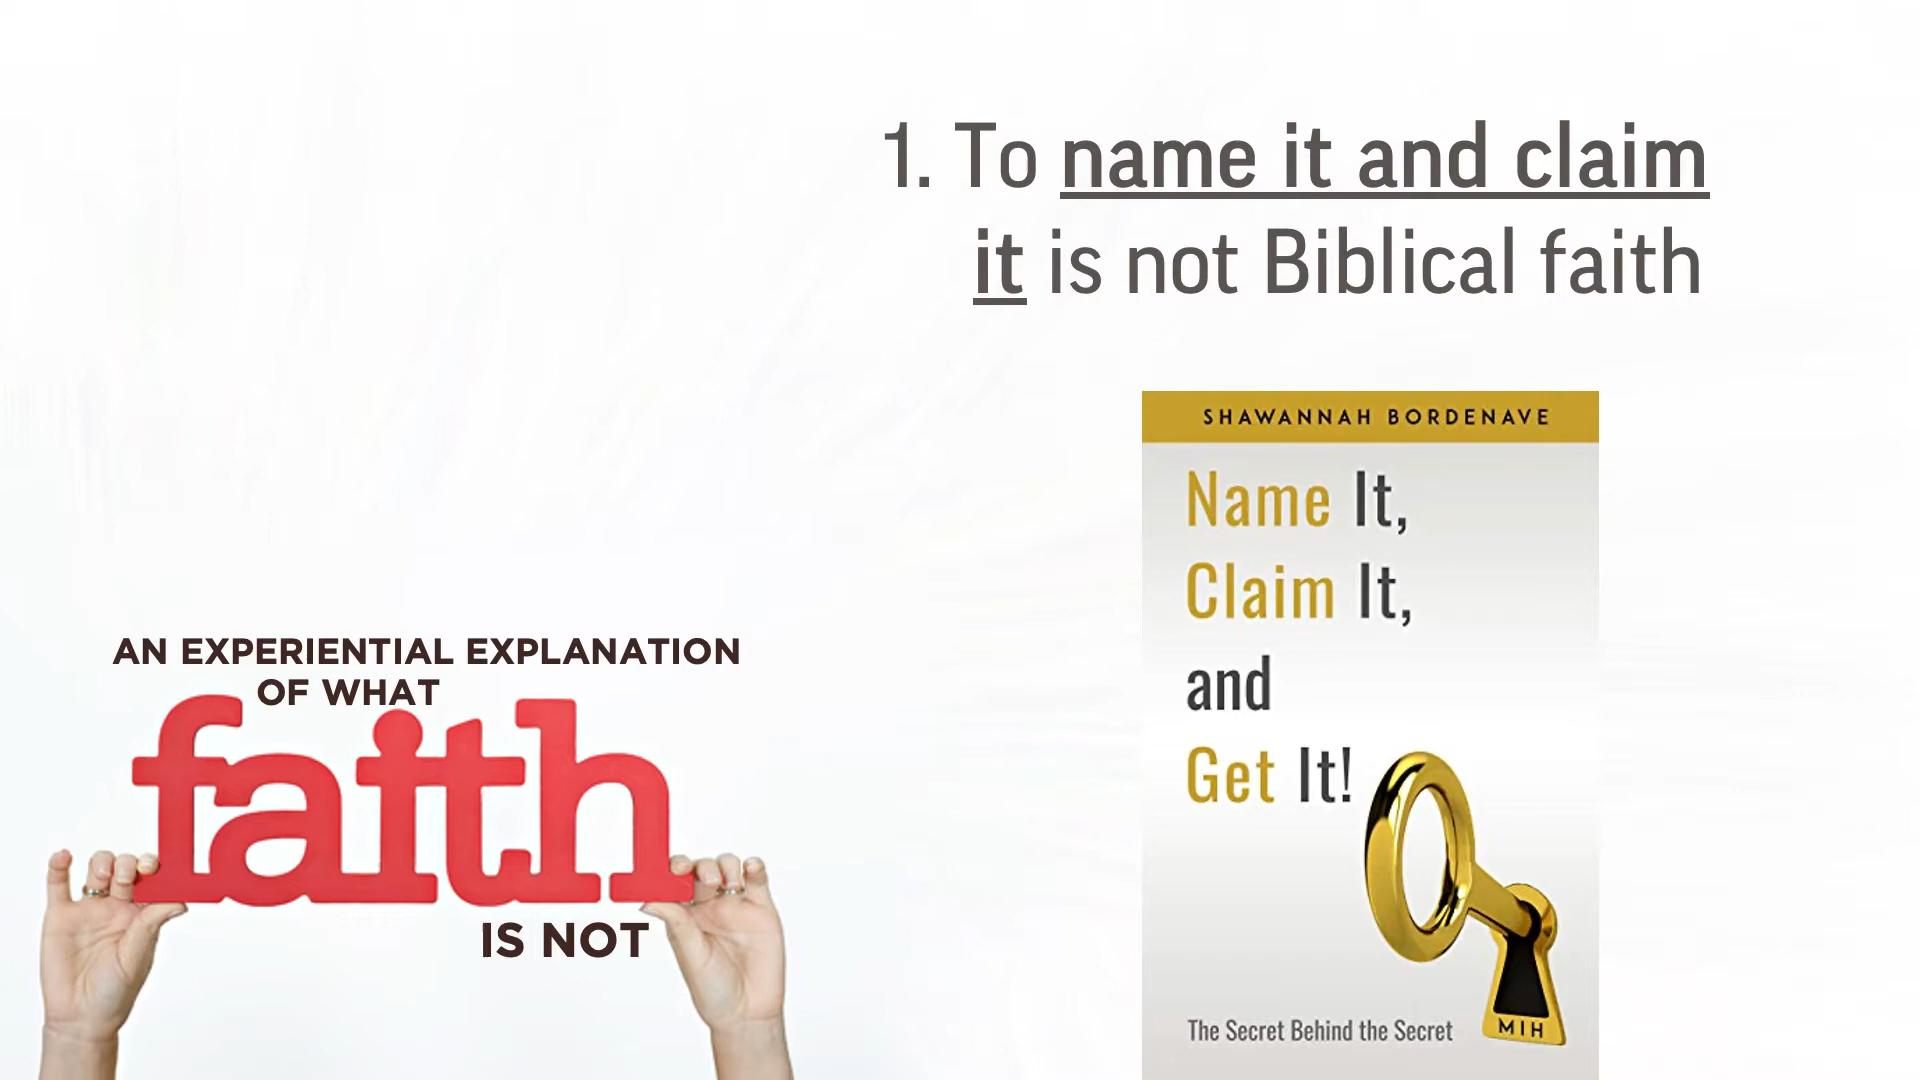 1. To name it and claim
it is not Biblical faith
SHAWANNAH BORDENAVE
Name It,
Claim It,
and
Get It!
The Secret Behind the Secret
MIH
AN EXPERIENTIAL EXPLANATION
OF WHAT
faith
IS NOT